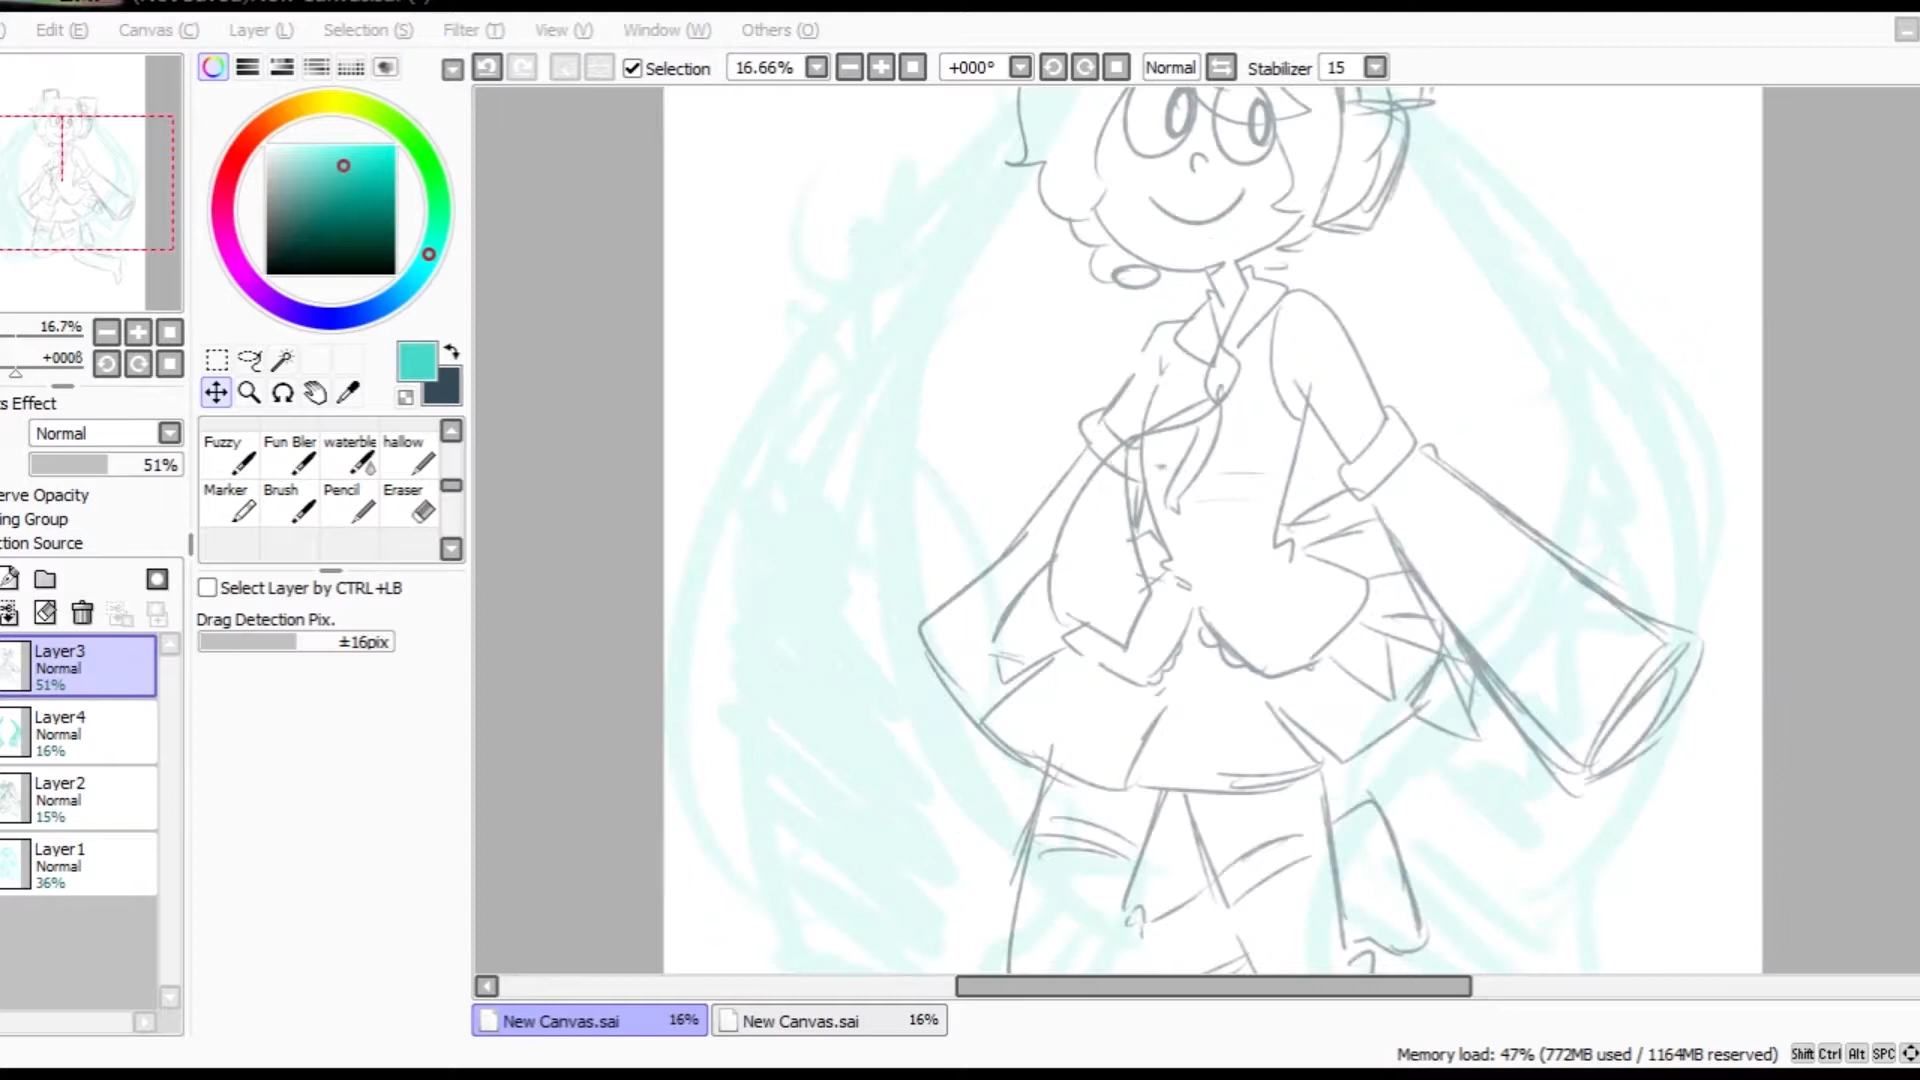 Edit (E) Canvas (C) Layer (L) Selection (S) Filter (T) View (V) Window (W) Others (O)
Selection 16.66% +000° Normal Stabilizer 15
16.7%
+000ß
s Effect
Normal
51%
erve Opacity
ing Group
ction Source
Fuzzy Fun Bler waterble hallow
Marker Brush Pencil Eraser
Select Layer by CTRL+LB
Drag Detection Pix.
±16pix
Layer3
Normal
51%
Layer4
Normal
16%
Layer2
Normal
15%
Layer1
Normal
36%
New Canvas.sai 16% New Canvas.sai 16%
Memory load: 47% (772MB used / 1164MB reserved) Shift Ctrl Alt SPC